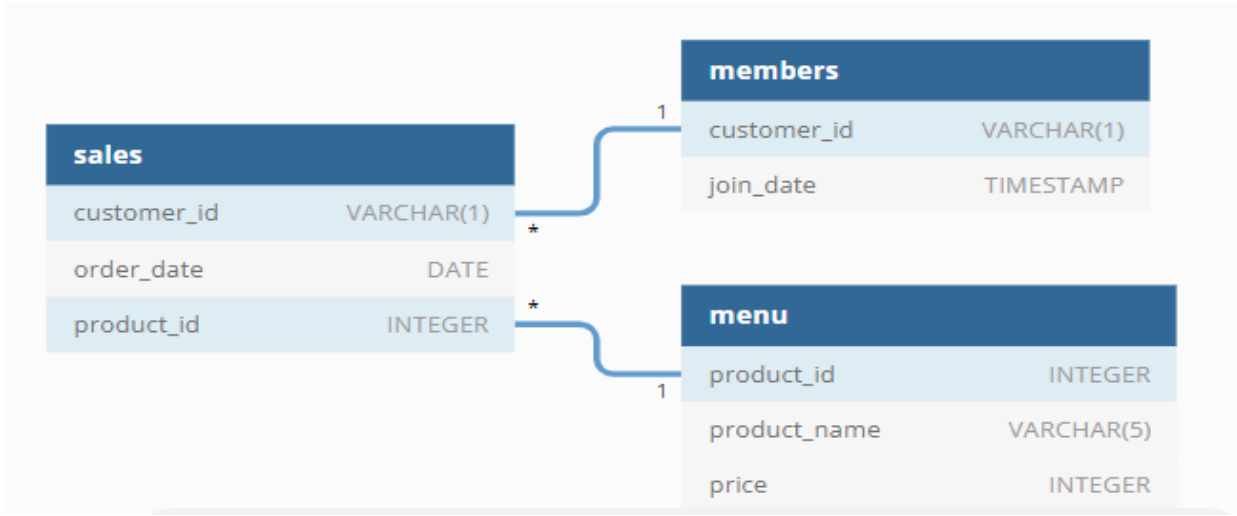 sales
customer_id VARCHAR(1)
order_date DATE
product_id INTEGER
*
*
1
1
members
customer_id VARCHAR(1)
join_date TIMESTAMP
menu
product_id INTEGER
product_name VARCHAR(5)
price INTEGER